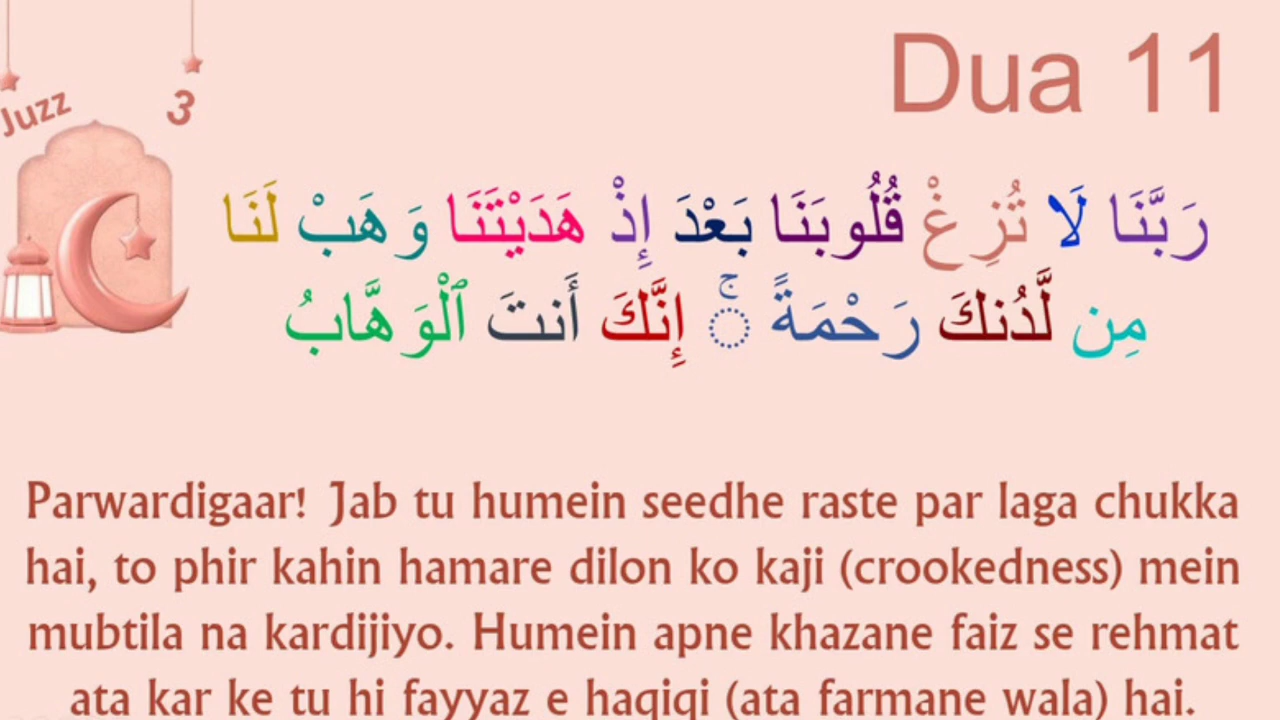 Dua 11
Juzz 3
رَبَّنَا لَا تُزِغْ قُلُوبَنَا بَعْدَ إِذْ هَدَيْتَنَا وَهَبْ لَنَا
مِن لَّدُنكَ رَحْمَةً ۚ إِنَّكَ أَنتَ ٱلْوَهَّابُ
Parwardigaar! Jab tu humein seedhe raste par laga chukka
hai, to phir kahin hamare dilon ko kaji (crookedness) mein
mubtila na kardijiyo. Humein apne khazane faiz se rehmat
ata kar ke tu hi fayyaz e haqiqi (ata farmane wala) hai.